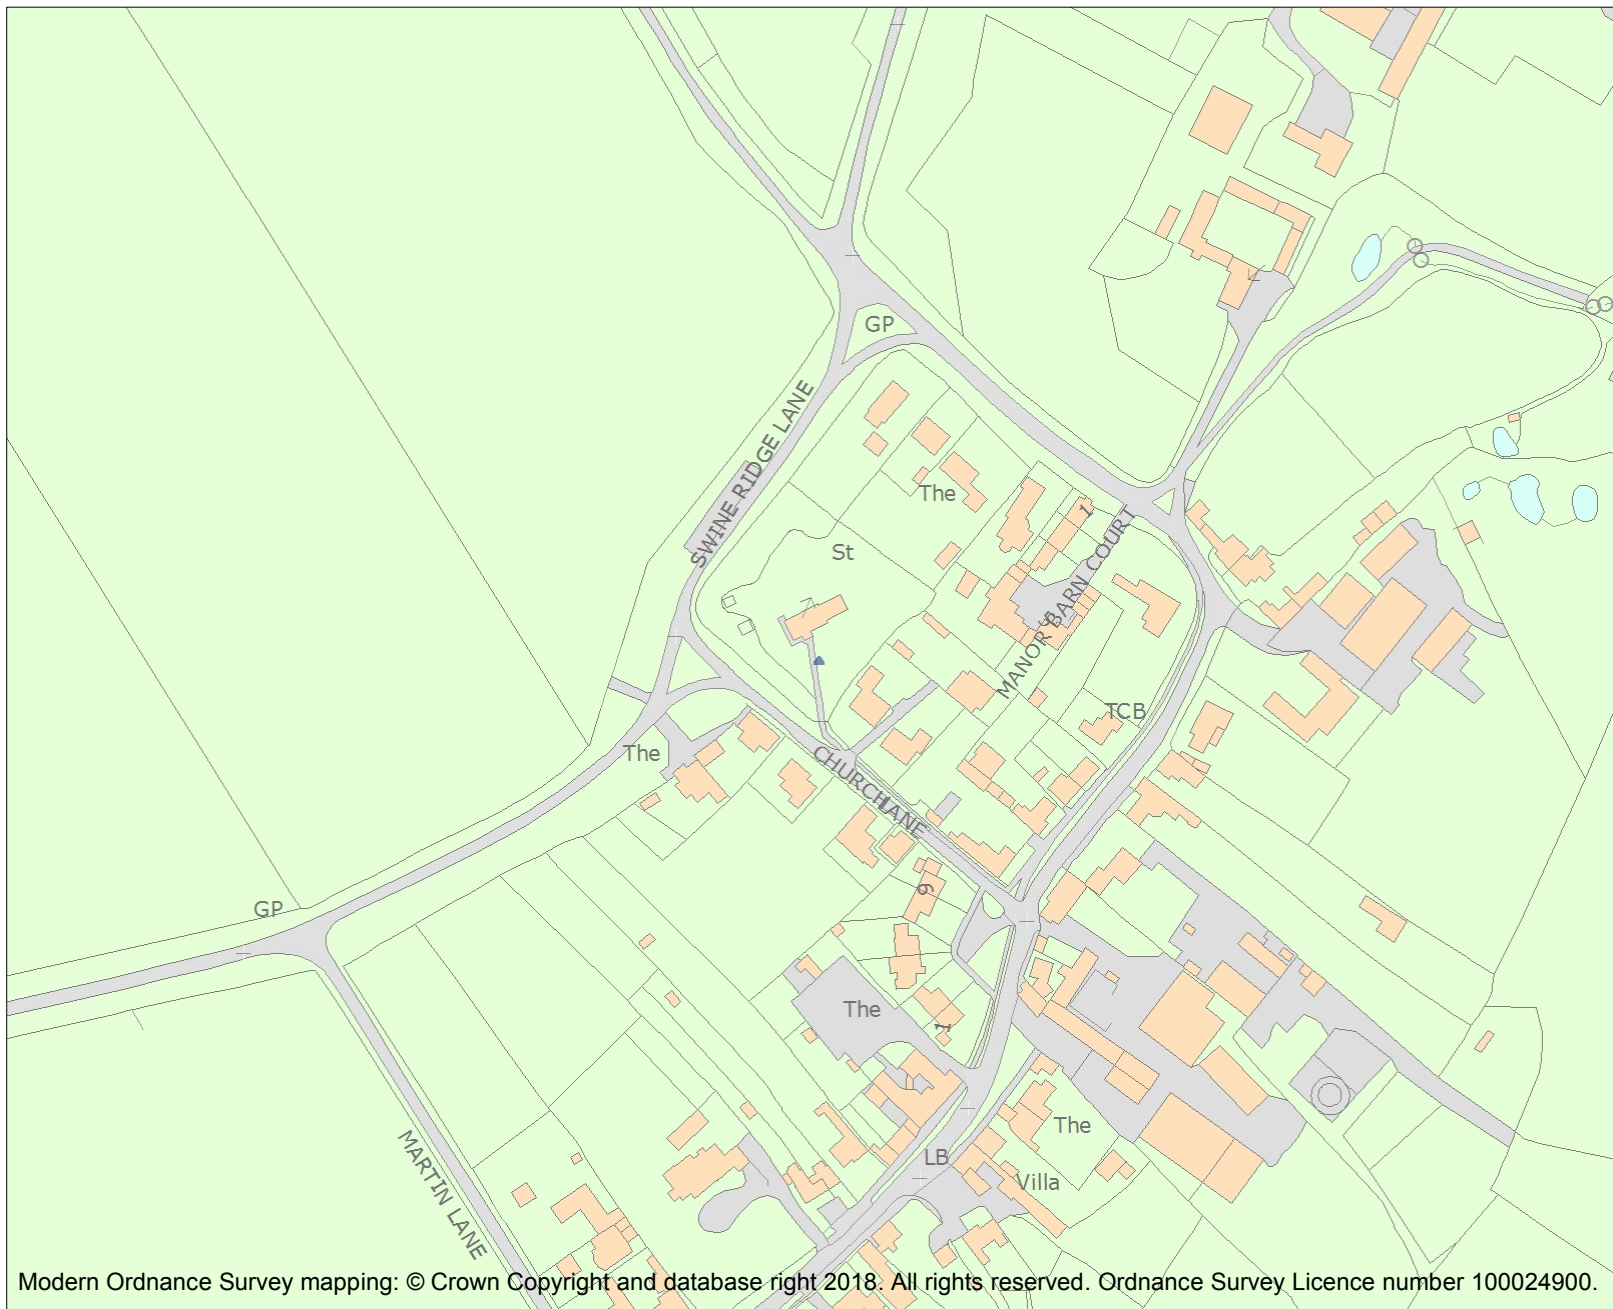 GP
SWINE RIDGE LANE
The
1
St
MANOR BARN COURT
TCB
The
CHURCH LANE
9
GP
The
1
The
LB
Villa
MARTIN LANE
Modern Ordnance Survey mapping: © Crown Copyright and database right 2018. All rights reserved. Ordnance Survey Licence number 100024900.